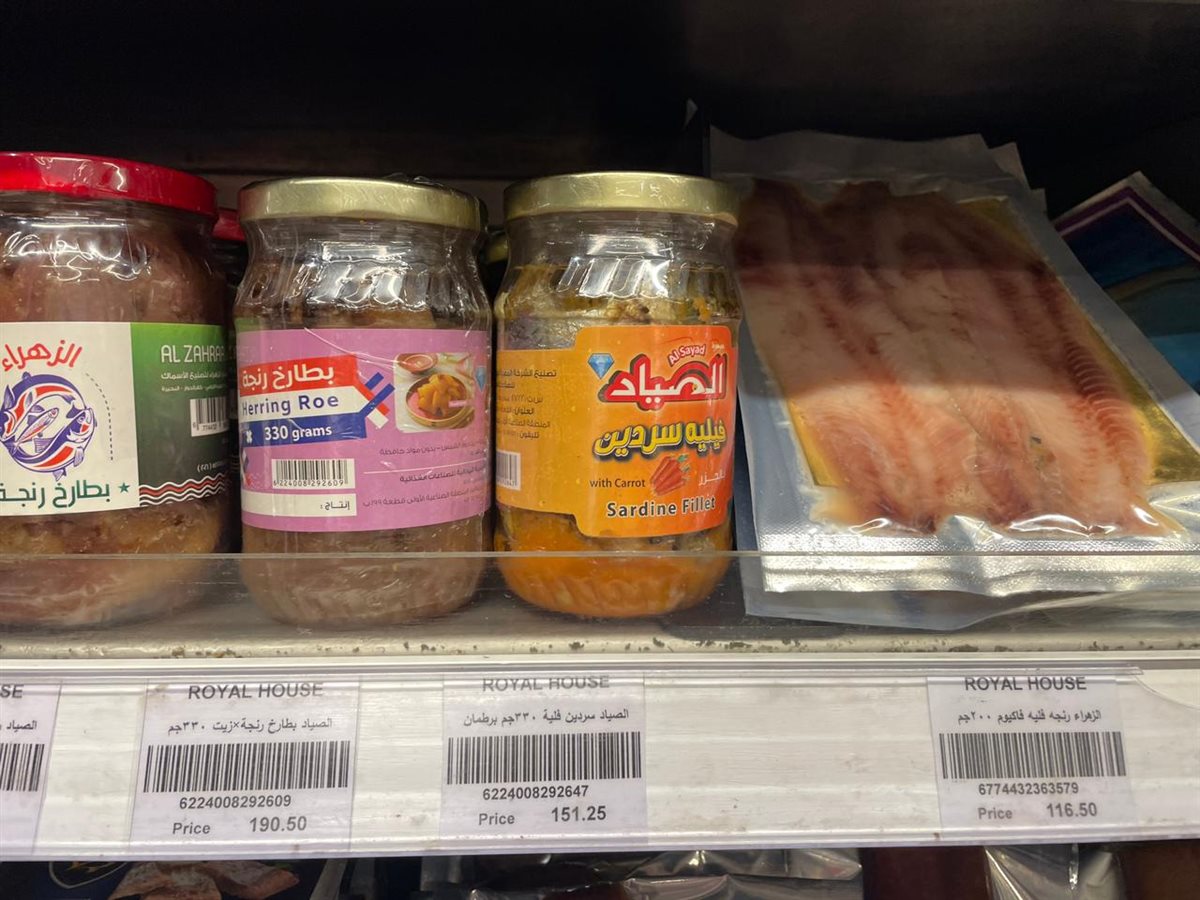 الزهراء
بطارخ رنجة
AL ZAHRAA
بطارخ رنجة
Herring Roe
330 grams
6224008292609
إنتاج :
Al Sayad
الصياد
فيليه سردين
بالجزر
with Carrot
Sardine Fillet
SE
الصياد
ROYAL HOUSE
الصياد بطارخ رنجة×زيت ٣٣٠جم
6224008292609
Price 190.50
ROYAL HOUSE
الصياد سردين فلية ٣٣٠جم برطمان
6224008292647
Price 151.25
ROYAL HOUSE
الزهراء رنجه فليه فاكيوم ٢٠٠جم
6774432363579
Price 116.50